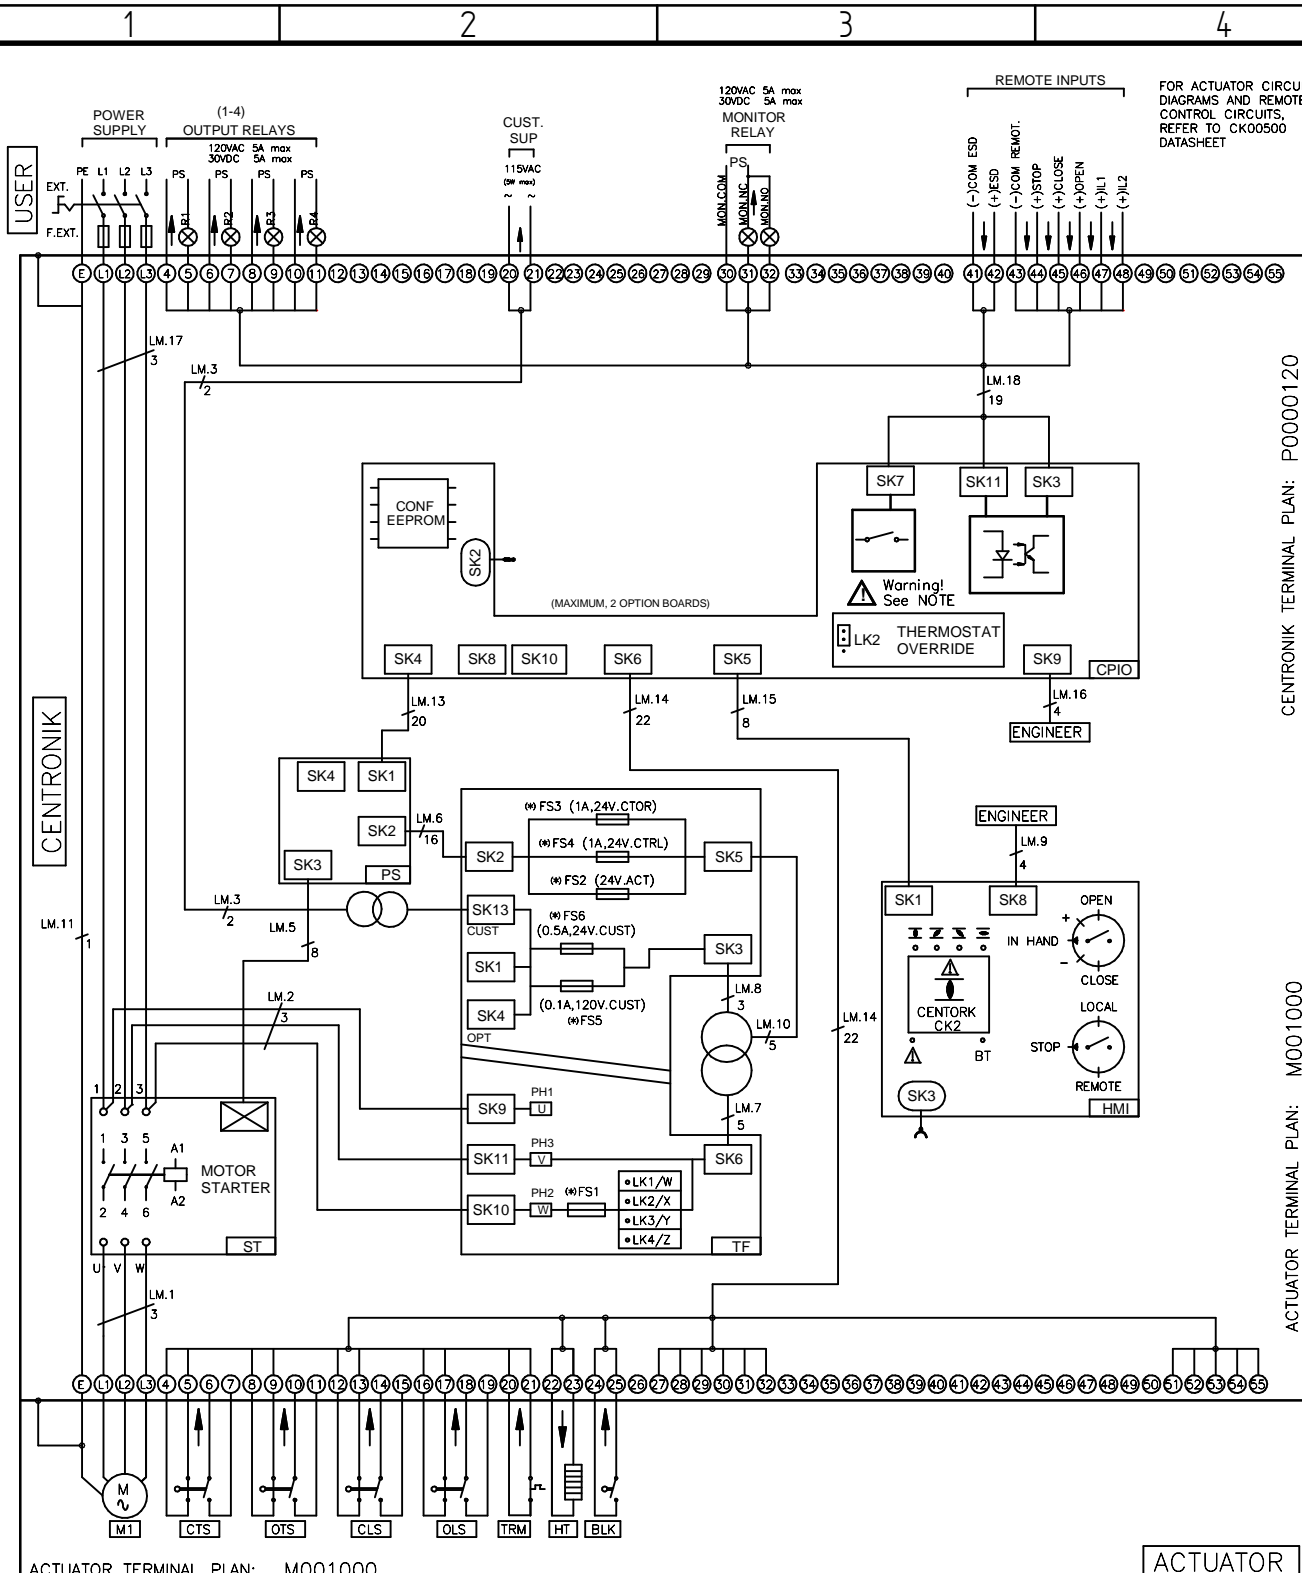 1 2 3 4
POWER
SUPPLY
(1-4)
OUTPUT RELAYS
120VAC 5A max
30VDC 5A max
CUST.
SUP
115VAC
(5W max)
~ ~
120VAC 5A max
30VDC 5A max
MONITOR
RELAY
PS
REMOTE INPUTS
FOR ACTUATOR CIRCU
DIAGRAMS AND REMOTE
CONTROL CIRCUITS,
REFER TO CK00500
DATASHEET
USER
EXT.
F.EXT.
PE L1 L2 L3
PS PS PS PS
R1 R2 R3 R4
MON.COM
MON.NC
MON.NO
(-)COM ESD
(+)ESD
(-)COM REMOT.
(+)STOP
(+)CLOSE
(+)OPEN
(+)IL1
(+)IL2
E L1 L2 L3 4 5 6 7 8 9 10 11 12 13 14 15 16 17 18 19 20 21 22 23 24 25 26 27 28 29 30 31 32 33 34 35 36 37 38 39 40 41 42 43 44 45 46 47 48 49 50 51 52 53 54 55
LM.17
3
LM.3
2
LM.18
19
CENTRONIK TERMINAL PLAN: P0000120
CONF
EEPROM
SK2
SK7
SK11
SK3
Warning!
See NOTE
(MAXIMUM, 2 OPTION BOARDS)
LK2
THERMOSTAT
OVERRIDE
SK4
SK8
SK10
SK6
SK5
SK9
CPIO
LM.13
20
LM.14
22
LM.15
8
LM.16
4
ENGINEER
CENTRONIK
SK4
SK1
SK2
SK3
PS
LM.6
16
(*)FS3 (1A,24V.CTOR)
(*)FS4 (1A,24V.CTRL)
(*)FS2 (24V.ACT)
SK2
SK5
ENGINEER
LM.9
4
LM.3
2
LM.5
8
SK13
CUST
(*)FS6
(0.5A,24V.CUST)
SK1
SK3
SK4
OPT
(0.1A,120V.CUST)
(*)FS5
LM.8
3
LM.10
5
LM.14
22
LM.11
1
LM.2
3
SK1
SK8
OPEN
+
IN HAND
-
CLOSE
CENTORK
CK2
BT
LOCAL
STOP
REMOTE
SK3
HMI
ACTUATOR TERMINAL PLAN: M001000
LM.7
5
1 2 3
1 3 5
A1
A2
MOTOR
STARTER
2 4 6
ST
U V W
SK9
PH1
U
SK11
PH3
V
SK6
SK10
PH2
W
(*)FS1
LK1/W
LK2/X
LK3/Y
LK4/Z
TF
LM.1
3
E L1 L2 L3 4 5 6 7 8 9 10 11 12 13 14 15 16 17 18 19 20 21 22 23 24 25 26 27 28 29 30 31 32 33 34 35 36 37 38 39 40 41 42 43 44 45 46 47 48 49 50 51 52 53 54 55
M
~
M1
CTS
OTS
CLS
OLS
TRM
HT
BLK
ACTUATOR TERMINAL PLAN: M001000
ACTUATOR